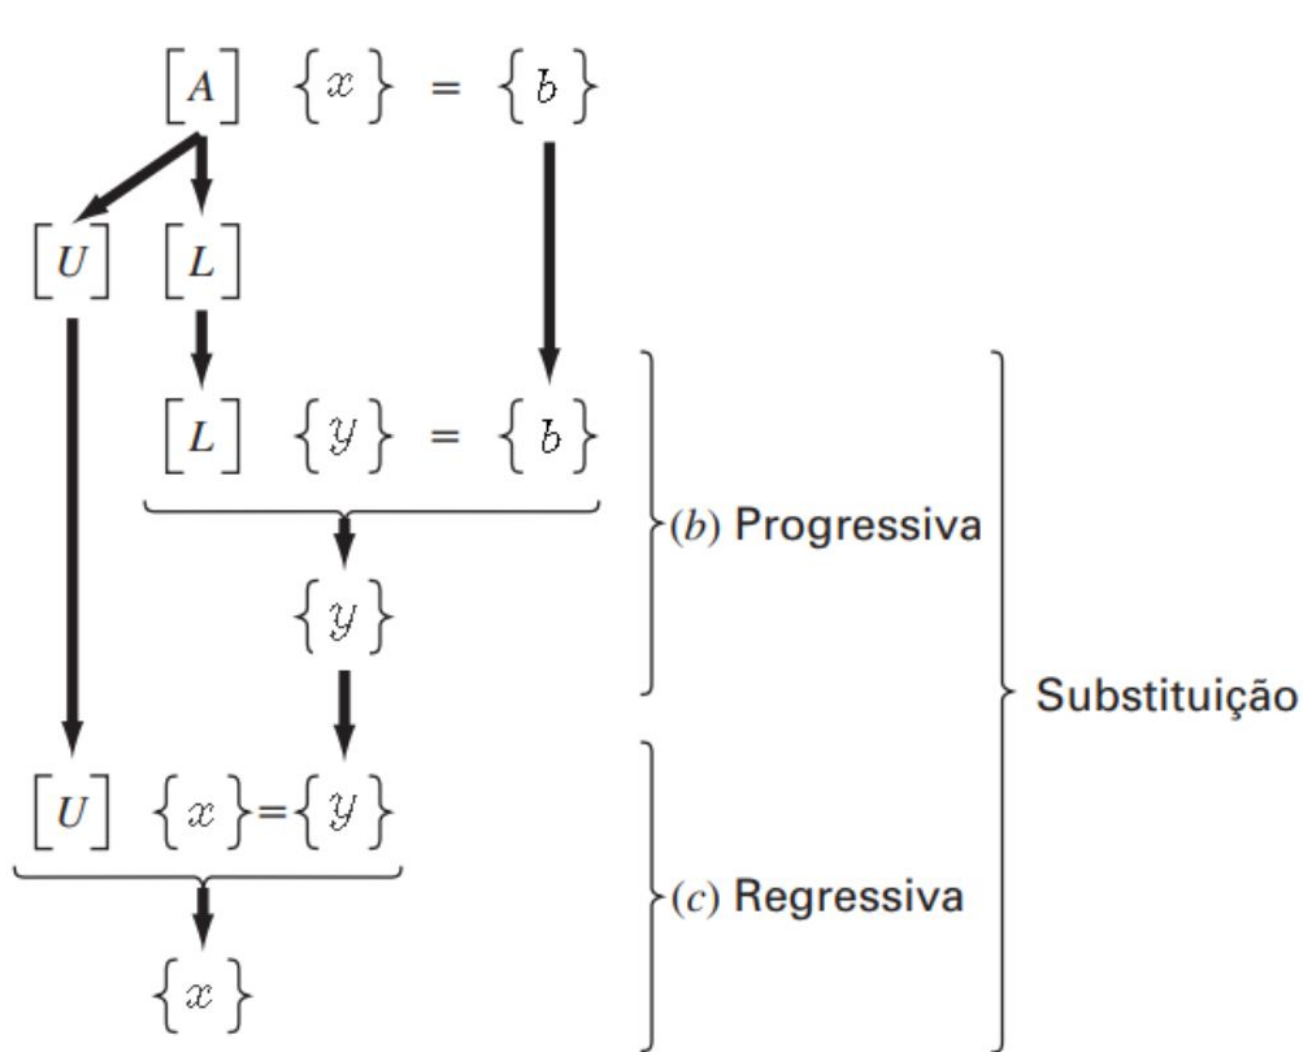 [A] {x} = {b}
[U] [L]
[L] {y} = {b}
(b) Progressiva
{y}
Substituição
[U] {x}={y}
(c) Regressiva
{x}